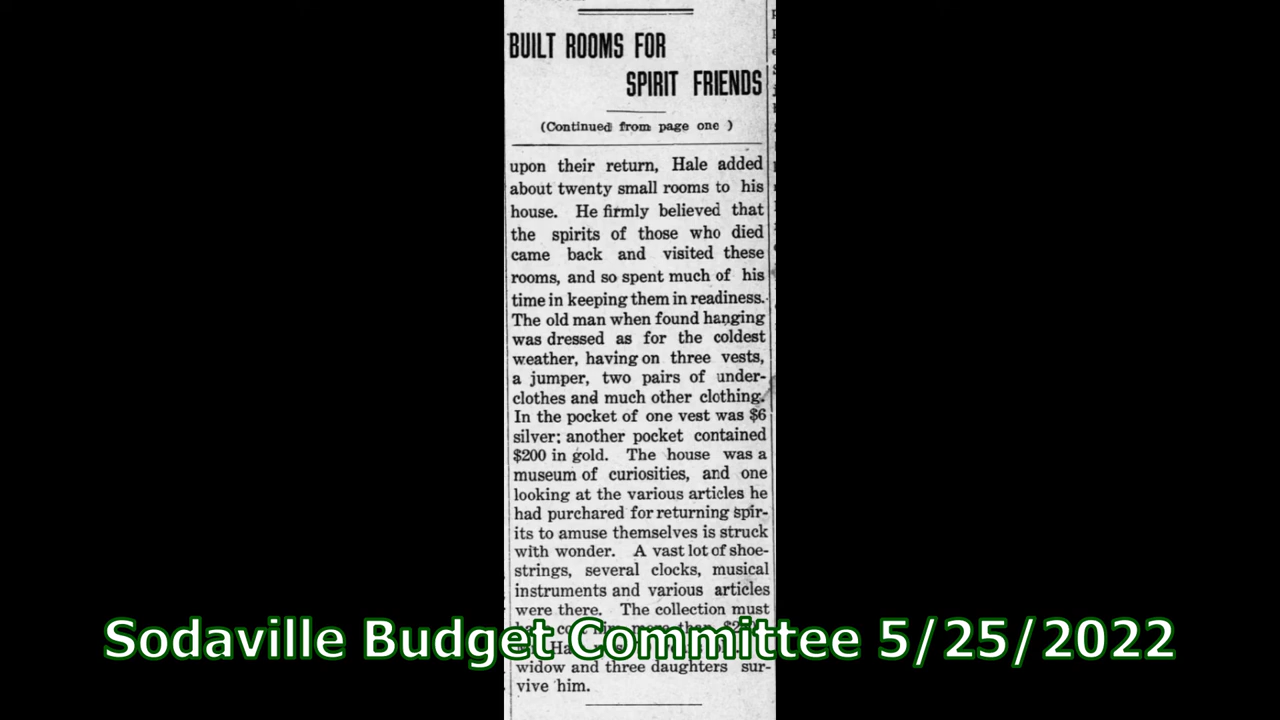 BUILT ROOMS FOR
SPIRIT FRIENDS
(Continued from page one )
upon their return, Hale added
about twenty small rooms to his
house. He firmly believed that
the spirits of those who died
came back and visited these
rooms, and so spent much of his
time in keeping them in readiness.
The old man when found hanging
was dressed as for the coldest
weather, having on three vests,
a jumper, two pairs of under-
clothes and much other clothing.
In the pocket of one vest was $6
silver; another pocket contained
$200 in gold. The house was a
museum of curiosities, and one
looking at the various articles he
had purchared for returning spir-
its to amuse themselves is struck
with wonder. A vast lot of shoe-
strings, several clocks, musical
instruments and various articles
were there. The collection must
Sodaville Budget Committee 5/25/2022
widow and three daughters sur-
vive him.